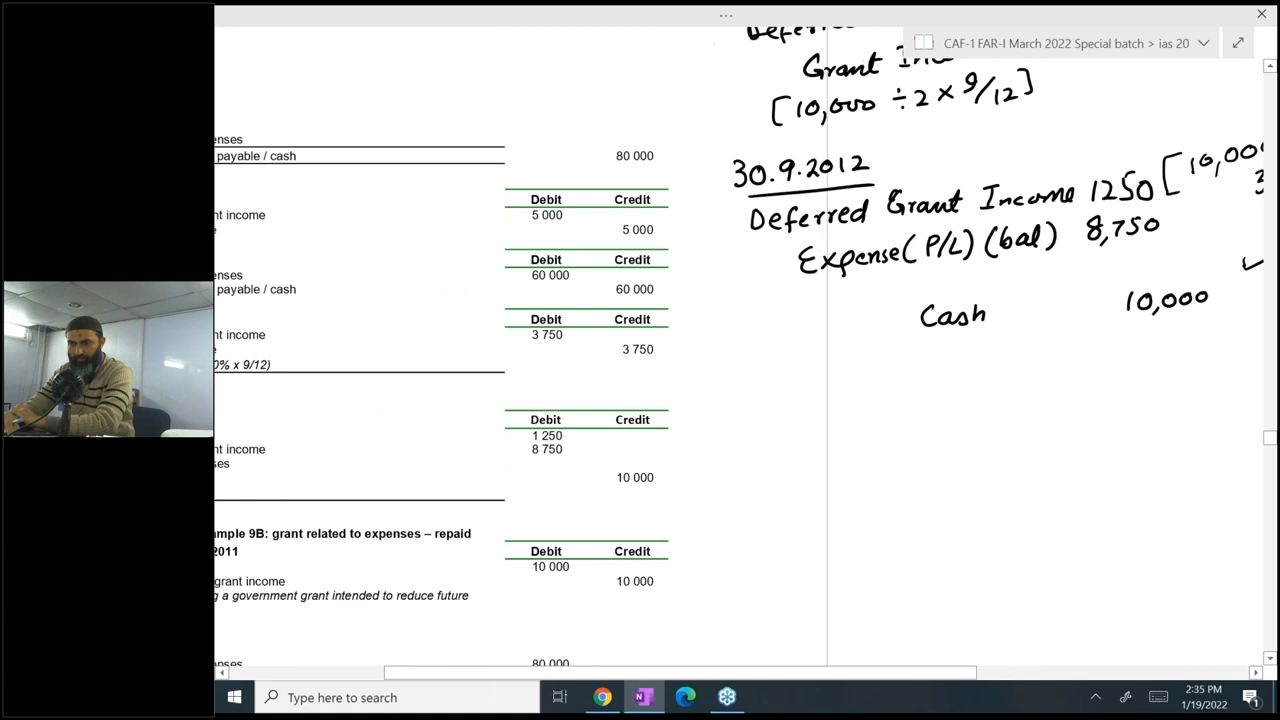 CAF-1 FAR-I March 2022 Special batch > ias 20
Grant
[10,000 ÷2 × 9/12]
enses
payable / cash 80 000
30.9.2012
Debit Credit
nt income 5 000
5 000
Deferred Grant Income 1250 [10,000
Expense(P/L)(bal) 8,750
Cash 10,000
Debit Credit
enses 60 000
payable / cash 60 000
Debit Credit
nt income 3 750
3 750
0% x 9/12)
Debit Credit
1 250
nt income 8 750
ses
10 000
mple 9B: grant related to expenses – repaid
2011
Debit Credit
10 000
grant income 10 000
g a government grant intended to reduce future
enses 80 000
Type here to search
2:35 PM
1/19/2022